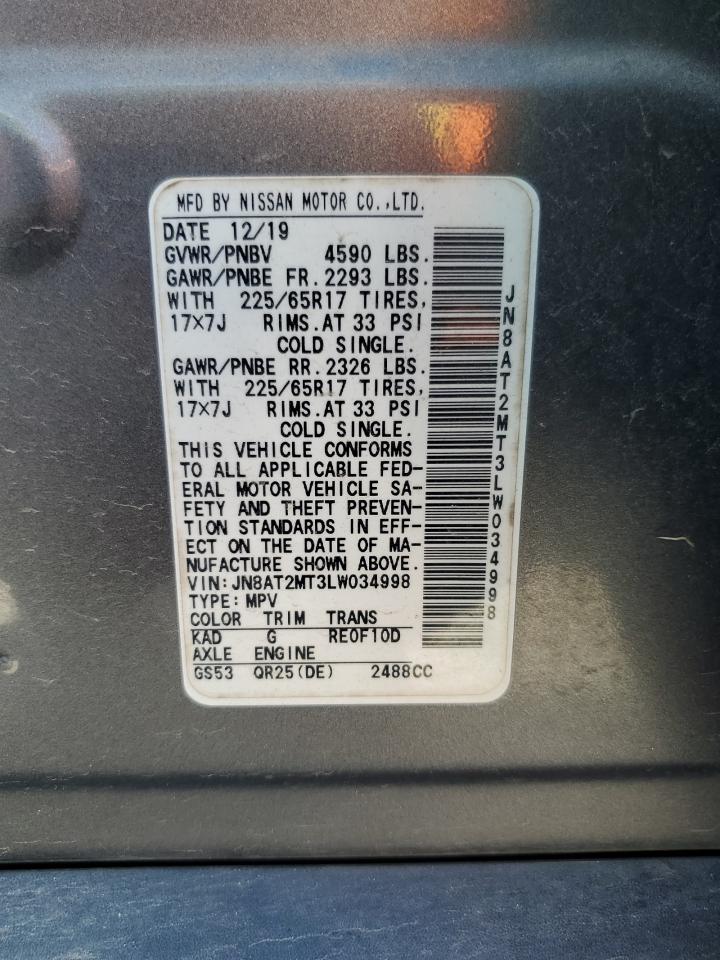 MFD BY NISSAN MOTOR CO.,LTD.
DATE 12/19
GVWR/PNBV 4590 LBS.
GAWR/PNBE FR.2293 LBS.
WITH 225/65R17 TIRES,
17×7J RIMS.AT 33 PSI
COLD SINGLE.
GAWR/PNBE RR.2326 LBS.
WITH 225/65R17 TIRES,
17×7J RIMS.AT 33 PSI
COLD SINGLE.
THIS VEHICLE CONFORMS
TO ALL APPLICABLE FED-
ERAL MOTOR VEHICLE SA-
FETY AND THEFT PREVEN-
TION STANDARDS IN EFF-
ECT ON THE DATE OF MA-
NUFACTURE SHOWN ABOVE.
VIN:JN8AT2MT3LW034998
TYPE:MPV
COLOR TRIM TRANS
KAD G RE0F10D
AXLE ENGINE
GS53 QR25(DE) 2488CC
JN8AT2MT3LW034998